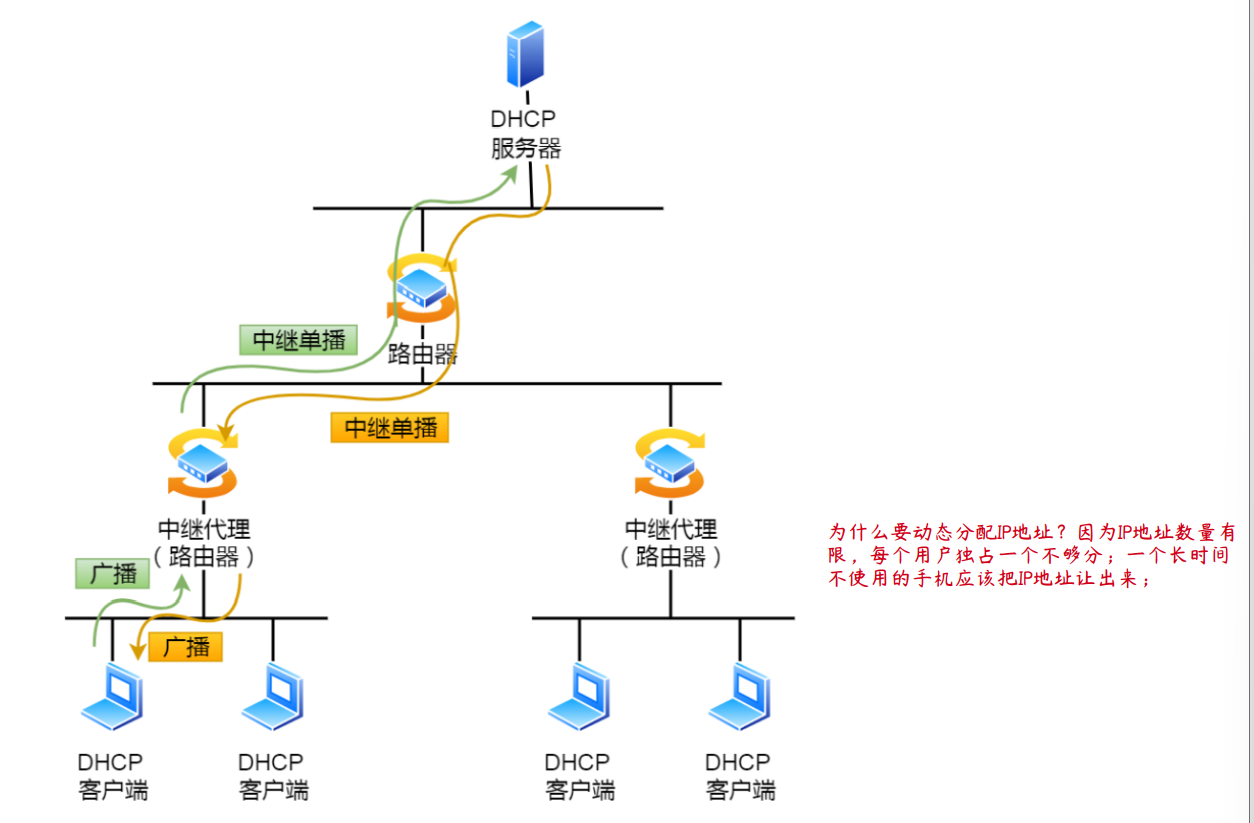 DHCP
服务器
中继单播
路由器
中继单播
中继代理
（路由器）
中继代理
（路由器）
为什么要动态分配IP地址？因为IP地址数量有
限，每个用户独占一个不够分；一个长时间
不使用的手机应该把IP地址让出来；
广播
广播
DHCP
客户端
DHCP
客户端
DHCP
客户端
DHCP
客户端